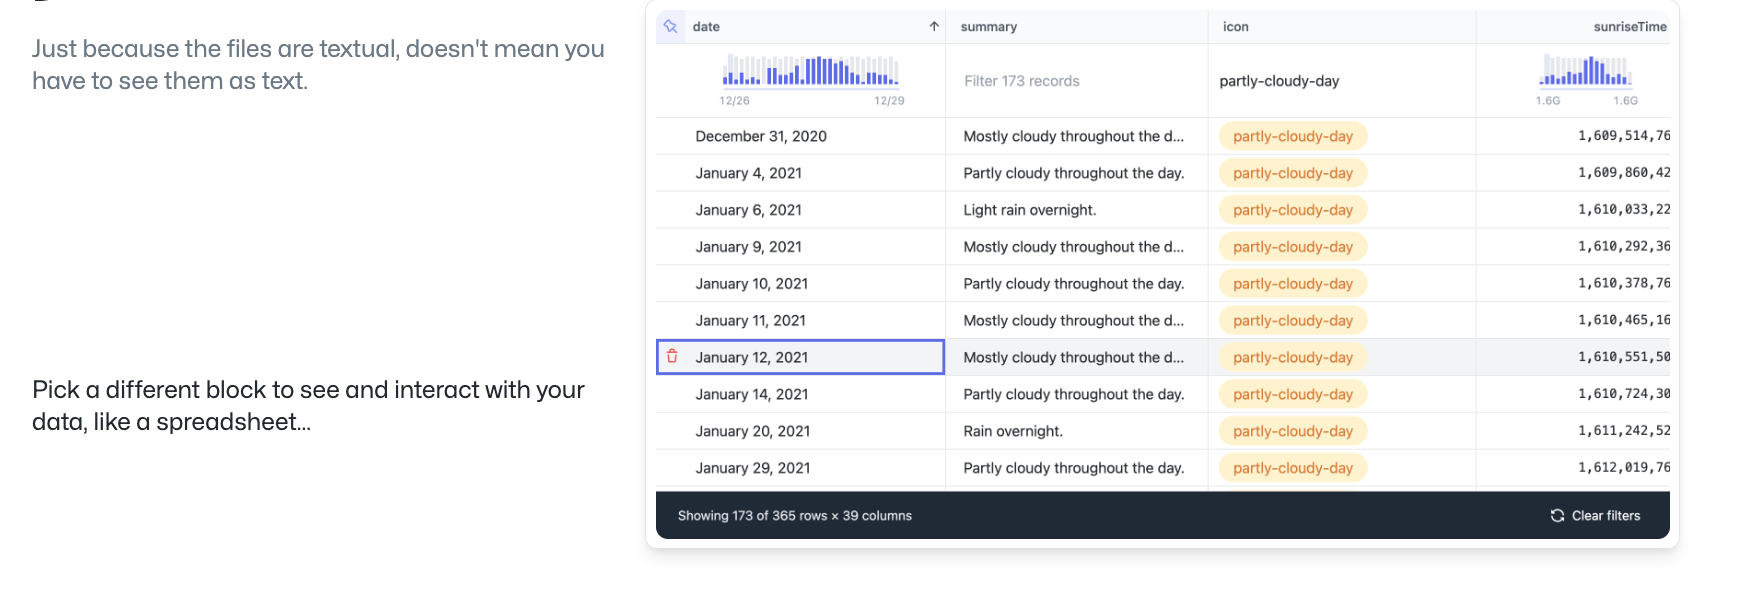 Just because the files are textual, doesn't mean you
have to see them as text.
Pick a different block to see and interact with your
data, like a spreadsheet...
date summary icon sunriseTime
12/26 12/29 Filter 173 records partly-cloudy-day 1.6G 1.6G
December 31, 2020 Mostly cloudy throughout the d... partly-cloudy-day 1,609,514,76
January 4, 2021 Partly cloudy throughout the day. partly-cloudy-day 1,609,860,42
January 6, 2021 Light rain overnight. partly-cloudy-day 1,610,033,22
January 9, 2021 Mostly cloudy throughout the d... partly-cloudy-day 1,610,292,36
January 10, 2021 Partly cloudy throughout the day. partly-cloudy-day 1,610,378,76
January 11, 2021 Mostly cloudy throughout the d... partly-cloudy-day 1,610,465,16
January 12, 2021 Mostly cloudy throughout the d... partly-cloudy-day 1,610,551,50
January 14, 2021 Partly cloudy throughout the day. partly-cloudy-day 1,610,724,30
January 20, 2021 Rain overnight. partly-cloudy-day 1,611,242,52
January 29, 2021 Partly cloudy throughout the day. partly-cloudy-day 1,612,019,76
Showing 173 of 365 rows × 39 columns Clear filters